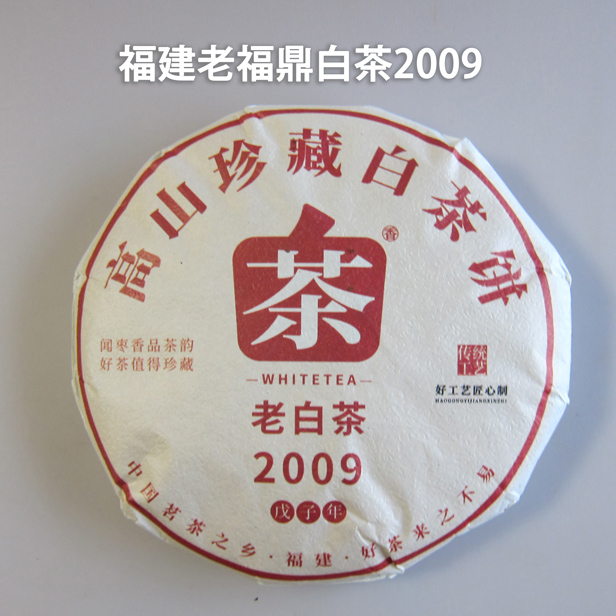 福建老福鼎白茶2009
高山珍藏白茶饼
茶
香
闻枣香品茶韵
好茶值得珍藏
WHITETEA
传统
工艺
好工艺匠心制
HAOGONGYIJIANGXINZHI
老白茶
2009
戊子年
中国茗茶之乡·福建·好茶来之不易